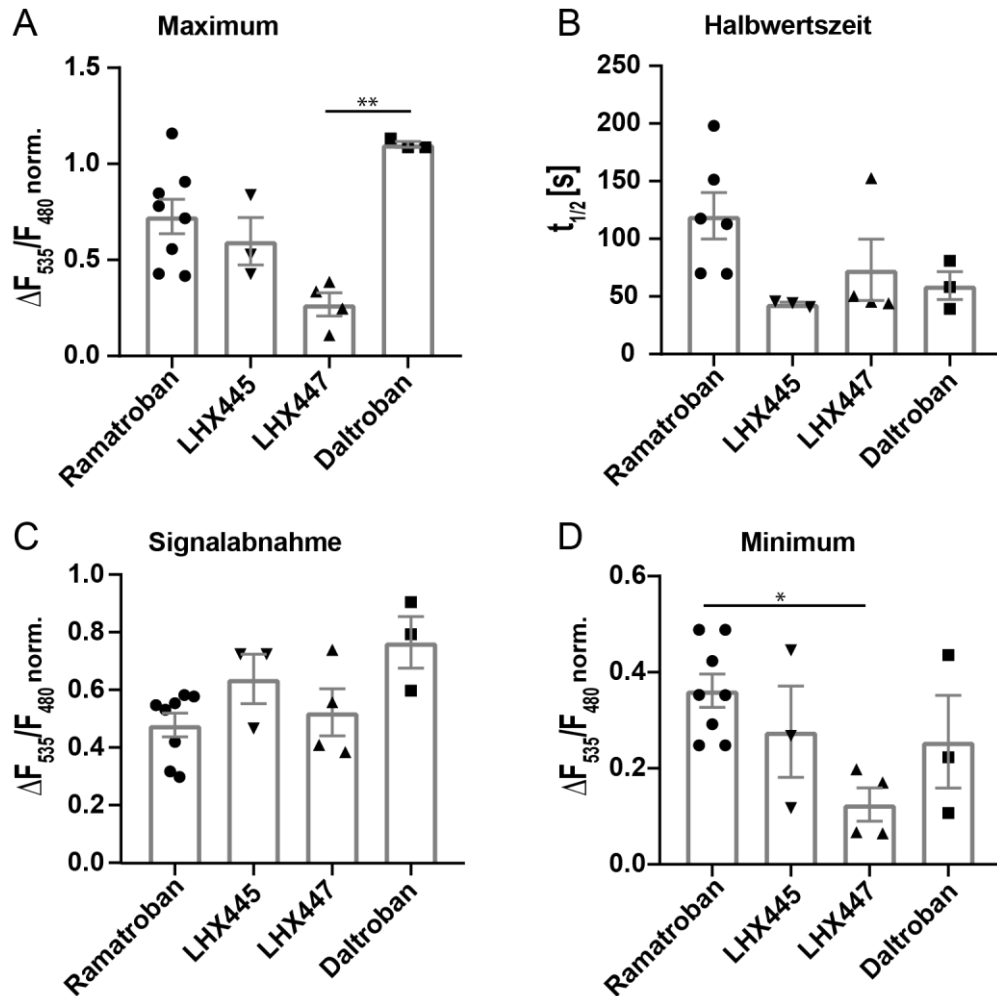 A Maximum
ΔF535/F480 norm.
1.5
1.0
0.5
0.0
**
Ramatroban
LHX445
LHX447
Daltroban
B Halbwertszeit
t1/2 [s]
250
200
150
100
50
0
Ramatroban
LHX445
LHX447
Daltroban
C Signalabnahme
ΔF535/F480 norm.
1.0
0.8
0.6
0.4
0.2
0.0
Ramatroban
LHX445
LHX447
Daltroban
D Minimum
ΔF535/F480 norm.
0.6
0.4
0.2
0.0
*
Ramatroban
LHX445
LHX447
Daltroban